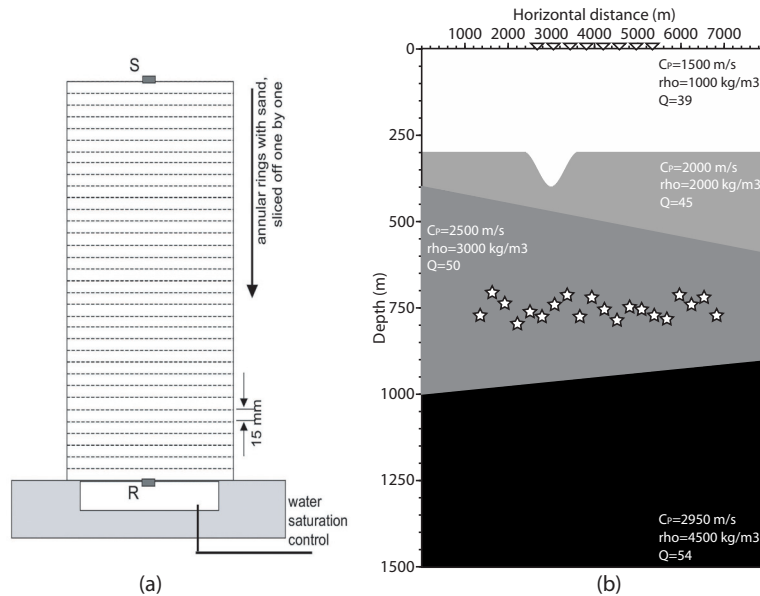 S
annular rings with sand,
sliced off one by one
15 mm
R
water
saturation
control
(a)
Horizontal distance (m)
1000 2000 3000 4000 5000 6000 7000
Depth (m)
0
250
500
750
1000
1250
1500
CP=1500 m/s
rho=1000 kg/m3
Q=39
CP=2000 m/s
rho=2000 kg/m3
Q=45
CP=2500 m/s
rho=3000 kg/m3
Q=50
CP=2950 m/s
rho=4500 kg/m3
Q=54
(b)